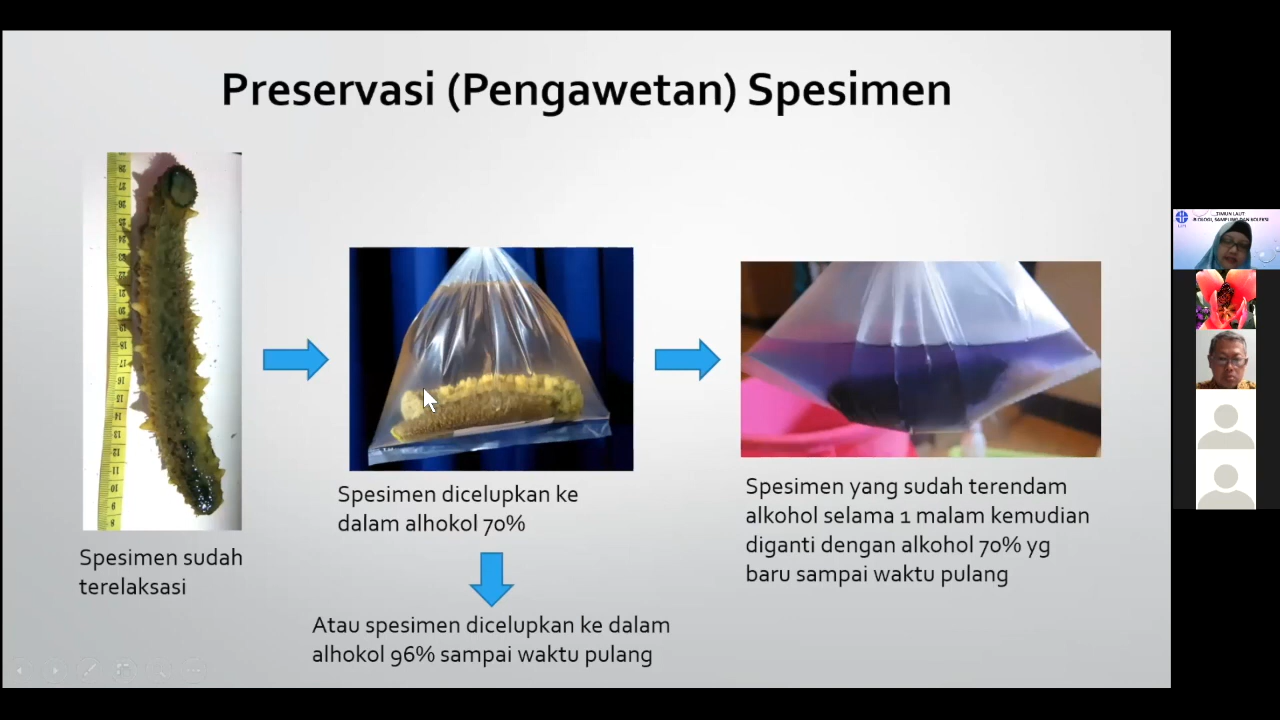 Preservasi (Pengawetan) Spesimen
Spesimen sudah
terelaksasi
Spesimen dicelupkan ke
dalam alhokol 70%
Atau spesimen dicelupkan ke dalam
alhokol 96% sampai waktu pulang
Spesimen yang sudah terendam
alkohol selama 1 malam kemudian
diganti dengan alkohol 70% yg
baru sampai waktu pulang
TIMUN LAUT